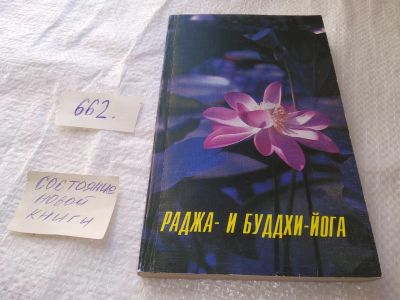 662.
СОСТОЯНИЕ
НОВОЙ
КНИГИ
РАДЖА- И БУДДХИ-ЙОГА